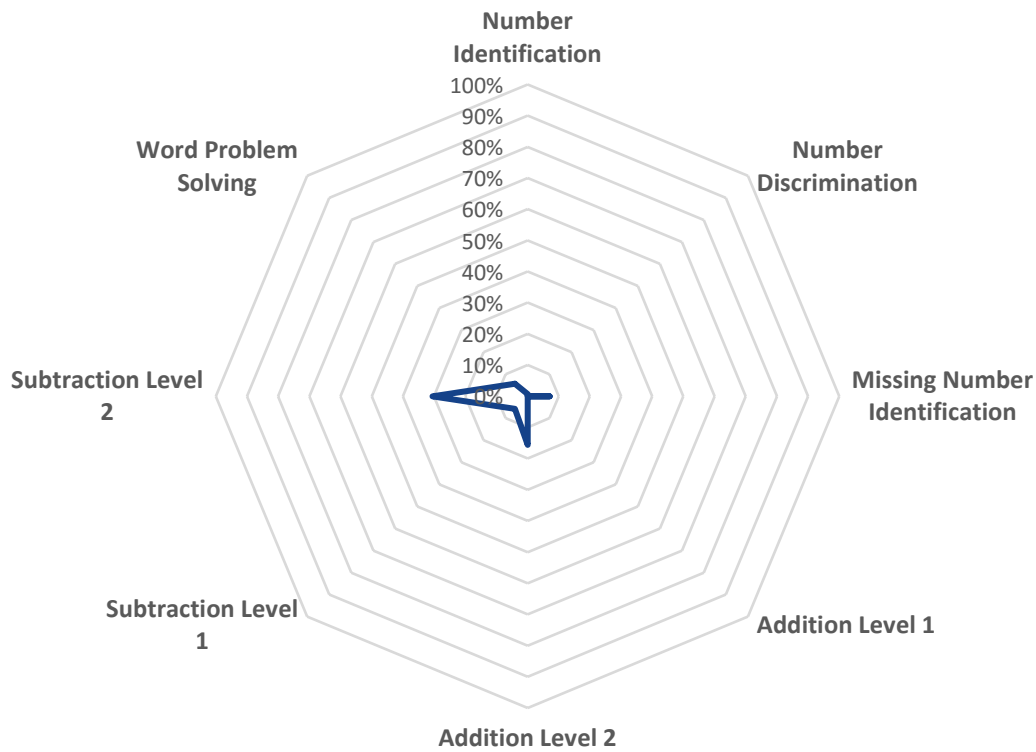 Number
Identification
100%
90%
80%
70%
60%
50%
40%
30%
20%
10%
0%
Number
Discrimination
Missing Number
Identification
Addition Level 1
Addition Level 2
Subtraction Level
1
Subtraction Level
2
Word Problem
Solving